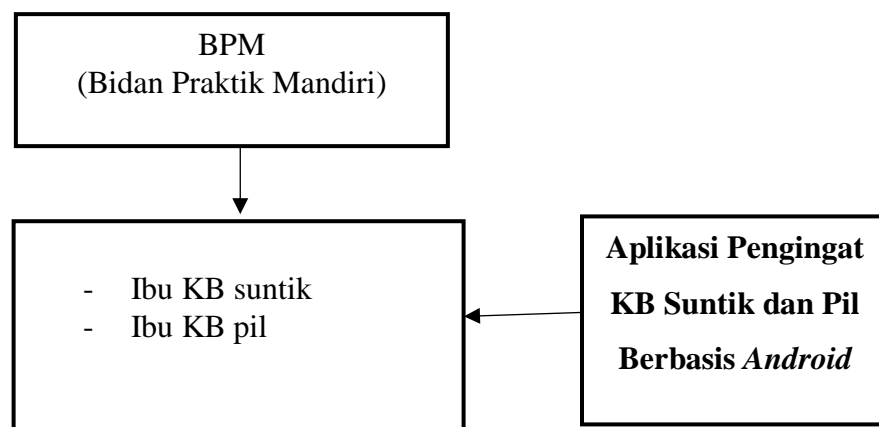 BPM
(Bidan Praktik Mandiri)
- Ibu KB suntik
- Ibu KB pil
Aplikasi Pengingat
KB Suntik dan Pil
Berbasis Android